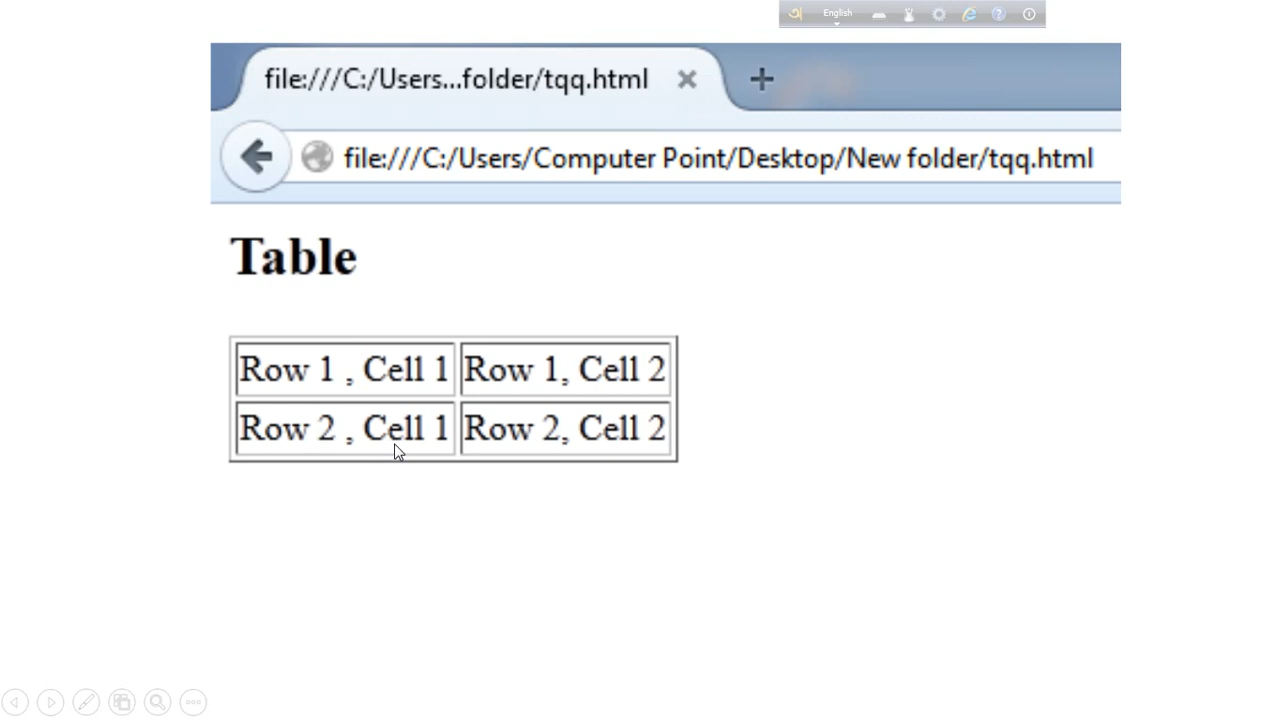 অ English
file:///C:/Users...folder/tqq.html
file:///C:/Users/Computer Point/Desktop/New folder/tqq.html
Table
Row 1 , Cell 1 Row 1, Cell 2
Row 2 , Cell 1 Row 2, Cell 2